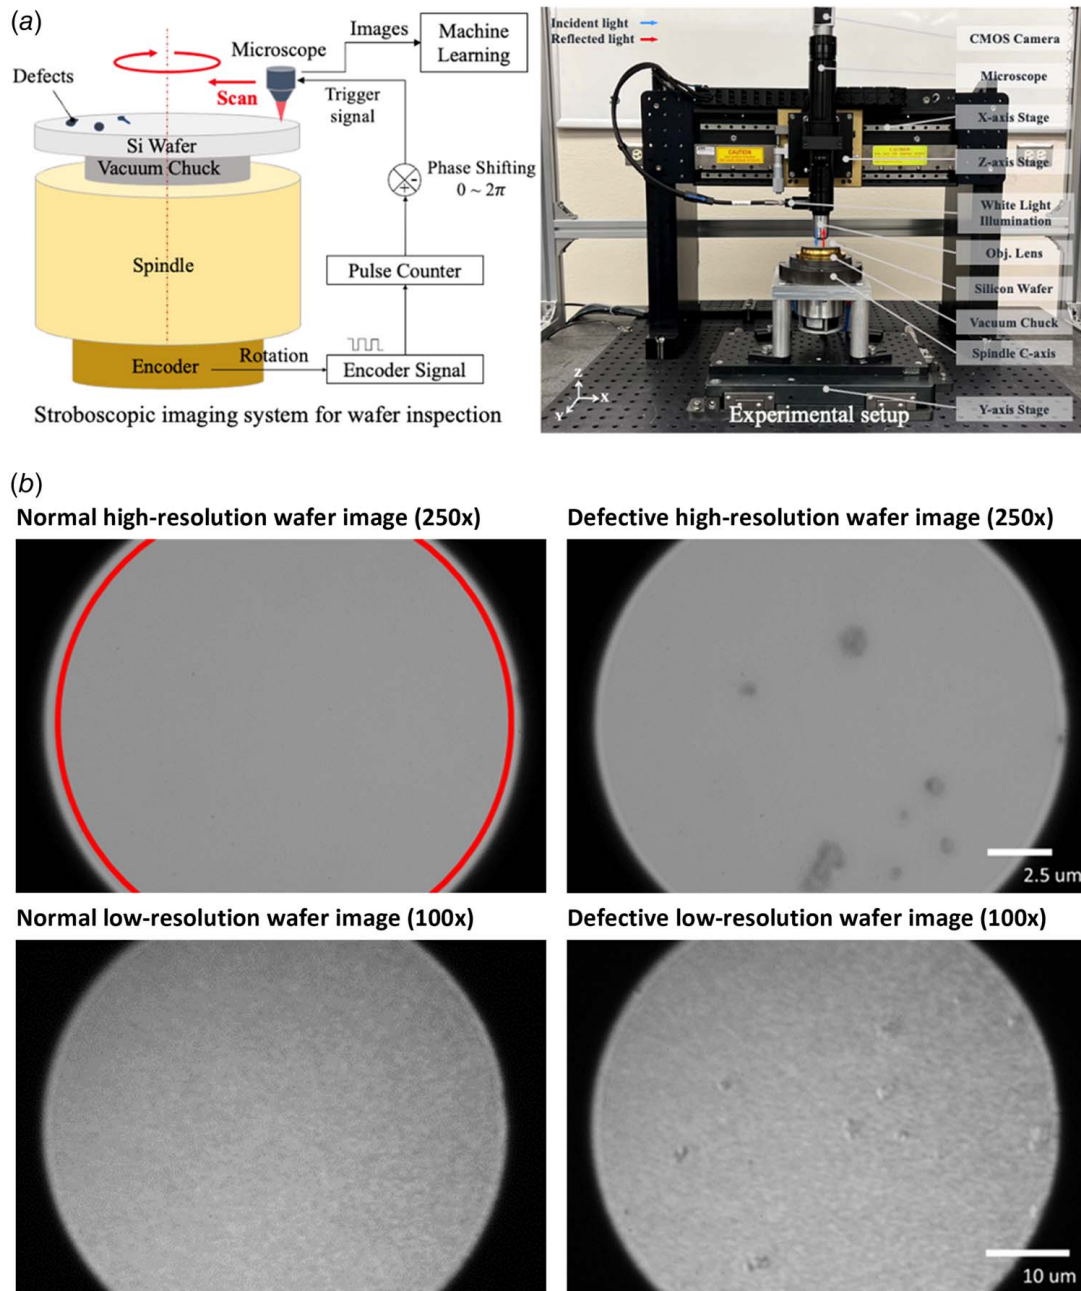 (a)
Images
Machine
Learning
Microscope
Defects
Scan
Trigger
signal
Si Wafer
Vacuum Chuck
Phase Shifting
0 ~ 2π
Spindle
Pulse Counter
Encoder
Rotation
Encoder Signal
Stroboscopic imaging system for wafer inspection
Incident light
Reflected light
CMOS Camera
Microscope
X-axis Stage
CAUTION
Z-axis Stage
White Light
Illumination
Obj. Lens
Silicon Wafer
Vacuum Chuck
Spindle C-axis
Y-axis Stage
Z
X
Y
Experimental setup
(b)
Normal high-resolution wafer image (250x)
Defective high-resolution wafer image (250x)
2.5 um
Normal low-resolution wafer image (100x)
Defective low-resolution wafer image (100x)
10 um